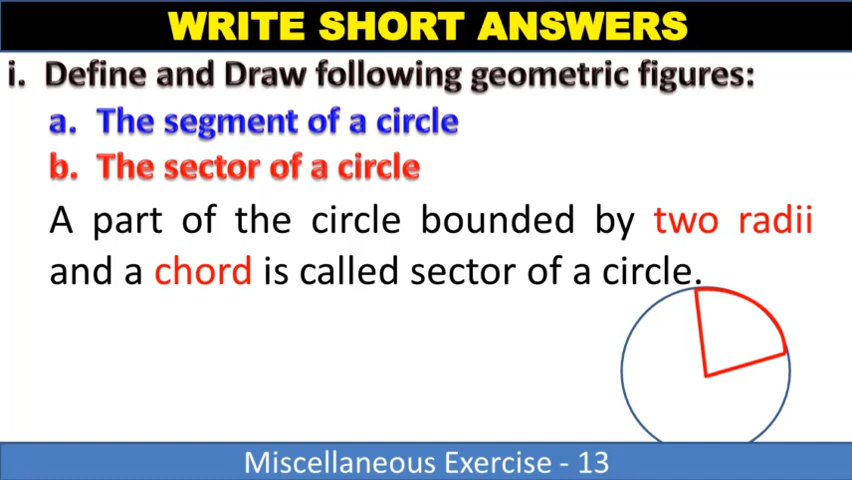 WRITE SHORT ANSWERS
i. Define and Draw following geometric figures:
a. The segment of a circle
b. The sector of a circle
A part of the circle bounded by two radii
and a chord is called sector of a circle.
Miscellaneous Exercise - 13